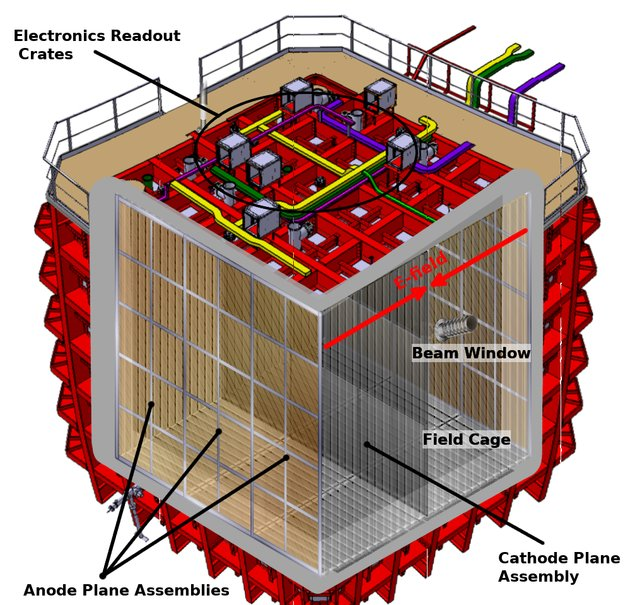 Electronics Readout
Crates
E-field
Beam Window
Field Cage
Cathode Plane
Assembly
Anode Plane Assemblies